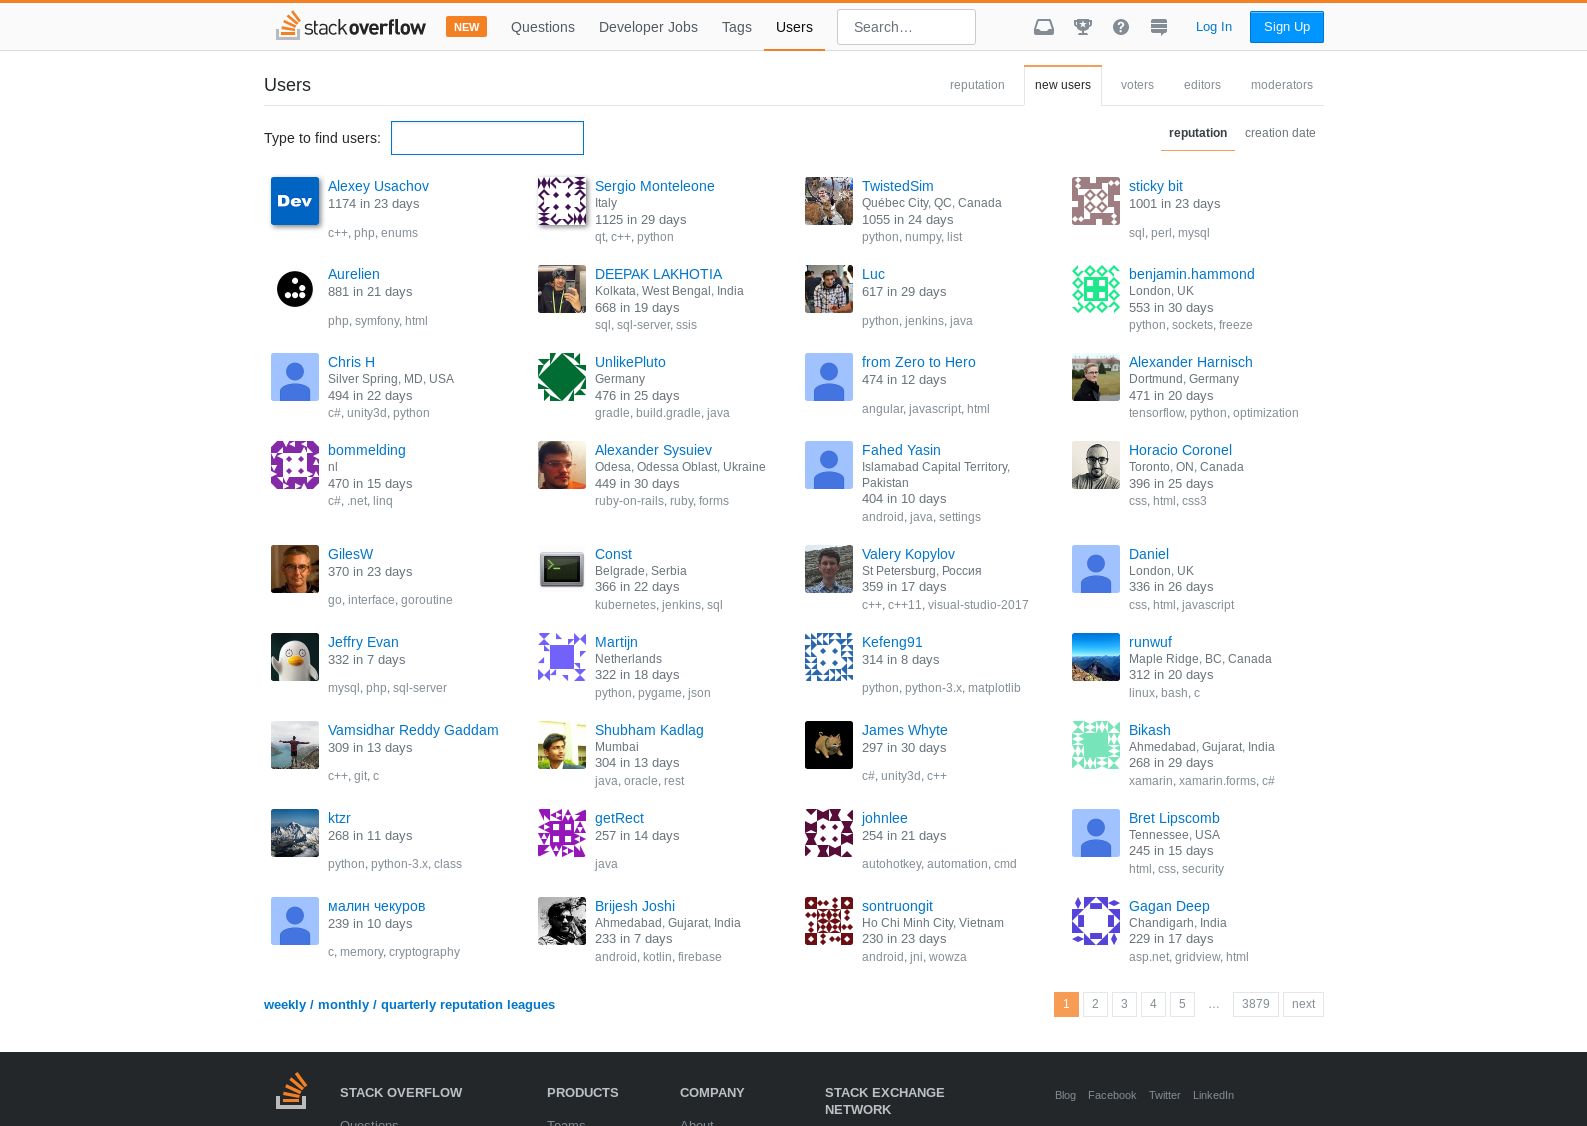 stackoverflow NEW Questions Developer Jobs Tags Users Search… Log In Sign Up
Users reputation new users voters editors moderators
Type to find users: reputation creation date
Dev
Alexey Usachov
1174 in 23 days
c++, php, enums
Sergio Monteleone
Italy
1125 in 29 days
qt, c++, python
TwistedSim
Québec City, QC, Canada
1055 in 24 days
python, numpy, list
sticky bit
1001 in 23 days
sql, perl, mysql
Aurelien
881 in 21 days
php, symfony, html
DEEPAK LAKHOTIA
Kolkata, West Bengal, India
668 in 19 days
sql, sql-server, ssis
Luc
617 in 29 days
python, jenkins, java
benjamin.hammond
London, UK
553 in 30 days
python, sockets, freeze
Chris H
Silver Spring, MD, USA
494 in 22 days
c#, unity3d, python
UnlikePluto
Germany
476 in 25 days
gradle, build.gradle, java
from Zero to Hero
474 in 12 days
angular, javascript, html
Alexander Harnisch
Dortmund, Germany
471 in 20 days
tensorflow, python, optimization
bommelding
nl
470 in 15 days
c#, .net, linq
Alexander Sysuiev
Odesa, Odessa Oblast, Ukraine
449 in 30 days
ruby-on-rails, ruby, forms
Fahed Yasin
Islamabad Capital Territory,
Pakistan
404 in 10 days
android, java, settings
Horacio Coronel
Toronto, ON, Canada
396 in 25 days
css, html, css3
GilesW
370 in 23 days
go, interface, goroutine
Const
Belgrade, Serbia
366 in 22 days
kubernetes, jenkins, sql
Valery Kopylov
St Petersburg, Россия
359 in 17 days
c++, c++11, visual-studio-2017
Daniel
London, UK
336 in 26 days
css, html, javascript
Jeffry Evan
332 in 7 days
mysql, php, sql-server
Martijn
Netherlands
322 in 18 days
python, pygame, json
Kefeng91
314 in 8 days
python, python-3.x, matplotlib
runwuf
Maple Ridge, BC, Canada
312 in 20 days
linux, bash, c
Vamsidhar Reddy Gaddam
309 in 13 days
c++, git, c
Shubham Kadlag
Mumbai
304 in 13 days
java, oracle, rest
James Whyte
297 in 30 days
c#, unity3d, c++
Bikash
Ahmedabad, Gujarat, India
268 in 29 days
xamarin, xamarin.forms, c#
ktzr
268 in 11 days
python, python-3.x, class
getRect
257 in 14 days
java
johnlee
254 in 21 days
autohotkey, automation, cmd
Bret Lipscomb
Tennessee, USA
245 in 15 days
html, css, security
малин чекуров
239 in 10 days
c, memory, cryptography
Brijesh Joshi
Ahmedabad, Gujarat, India
233 in 7 days
android, kotlin, firebase
sontruongit
Ho Chi Minh City, Vietnam
230 in 23 days
android, jni, wowza
Gagan Deep
Chandigarh, India
229 in 17 days
asp.net, gridview, html
weekly / monthly / quarterly reputation leagues 1 2 3 4 5 … 3879 next
STACK OVERFLOW
Questions
PRODUCTS
Teams
COMPANY
About
STACK EXCHANGE
NETWORK
Blog Facebook Twitter LinkedIn